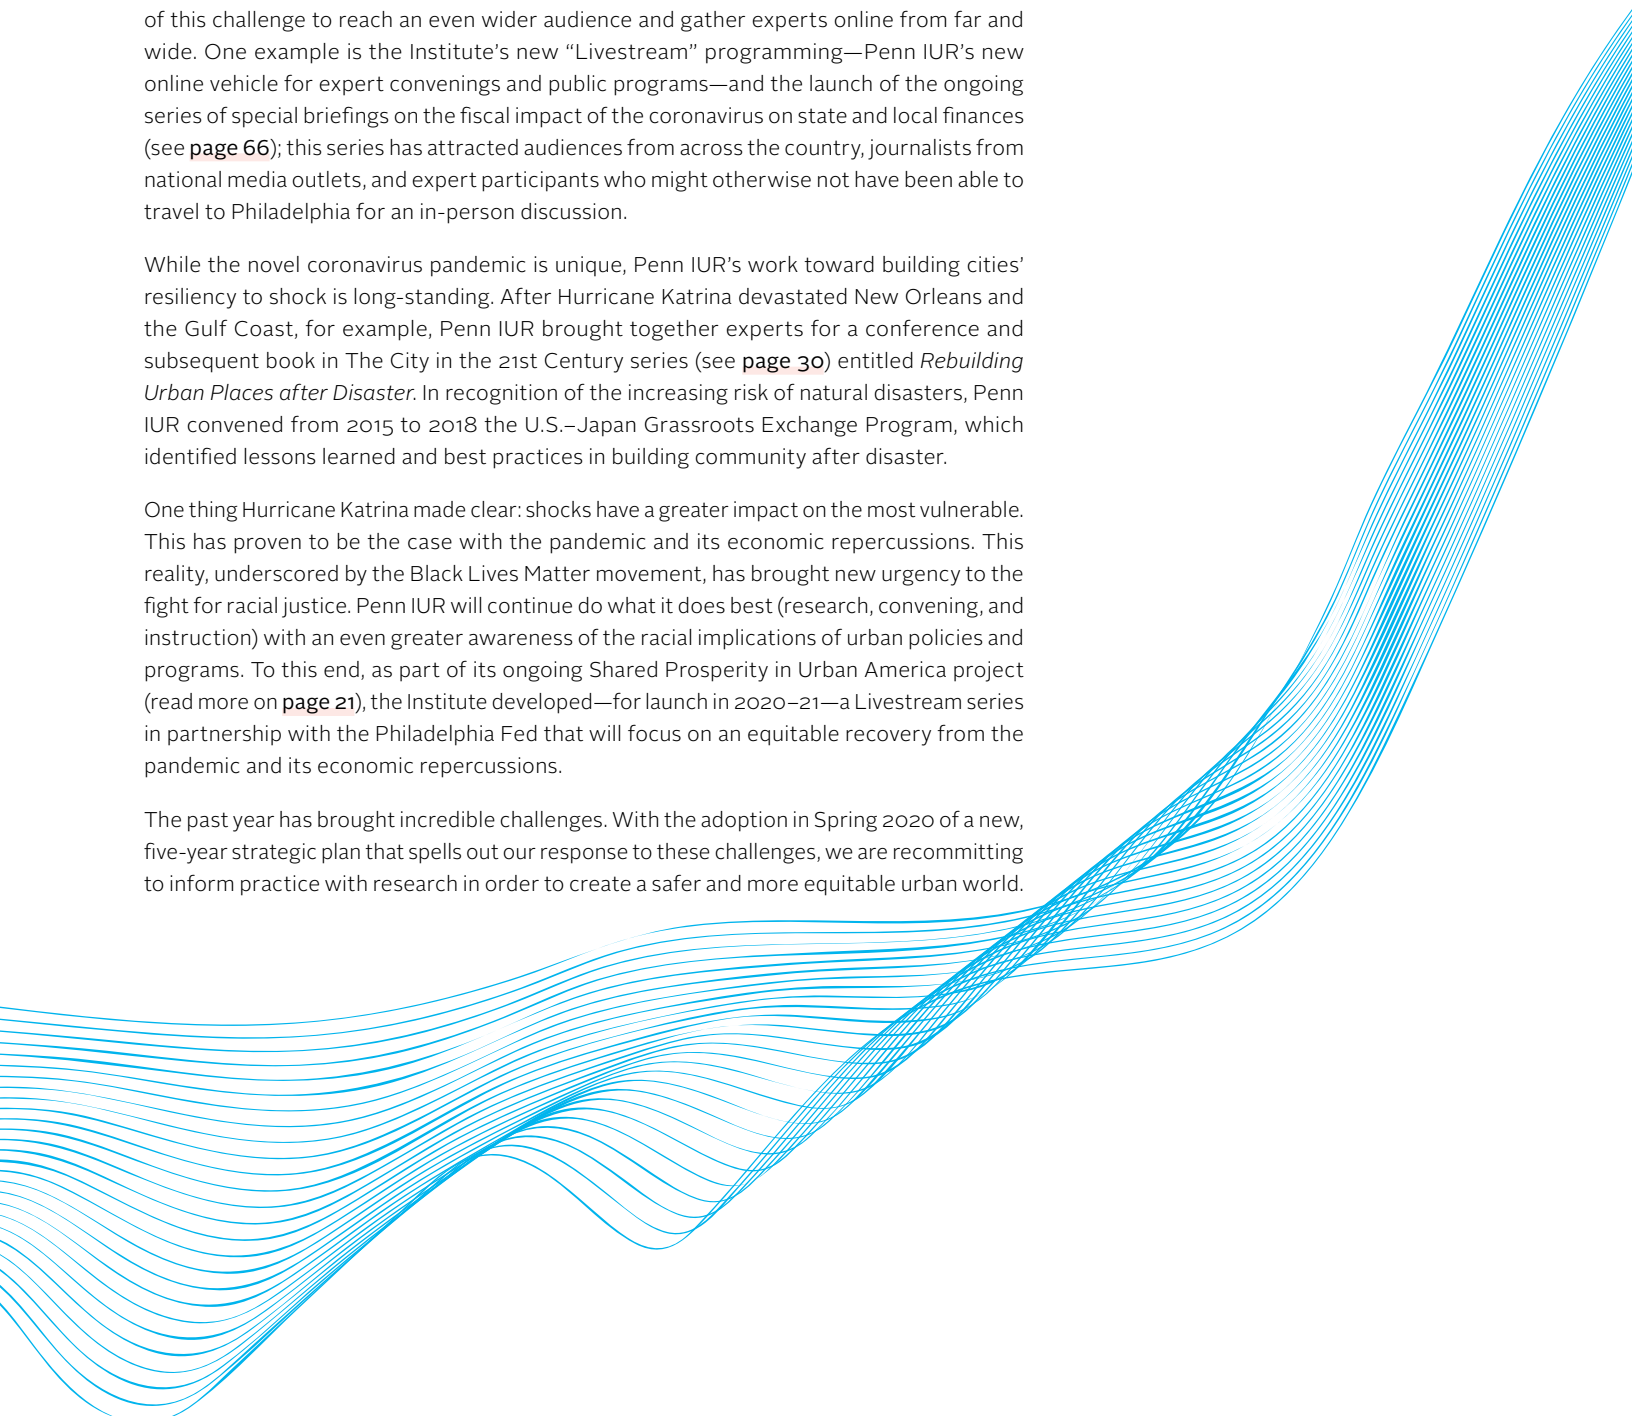 of this challenge to reach an even wider audience and gather experts online from far and
wide. One example is the Institute’s new “Livestream” programming—Penn IUR’s new
online vehicle for expert convenings and public programs—and the launch of the ongoing
series of special briefings on the fiscal impact of the coronavirus on state and local finances
(see page 66); this series has attracted audiences from across the country, journalists from
national media outlets, and expert participants who might otherwise not have been able to
travel to Philadelphia for an in-person discussion.
While the novel coronavirus pandemic is unique, Penn IUR’s work toward building cities’
resiliency to shock is long-standing. After Hurricane Katrina devastated New Orleans and
the Gulf Coast, for example, Penn IUR brought together experts for a conference and
subsequent book in The City in the 21st Century series (see page 30) entitled Rebuilding
Urban Places after Disaster. In recognition of the increasing risk of natural disasters, Penn
IUR convened from 2015 to 2018 the U.S.–Japan Grassroots Exchange Program, which
identified lessons learned and best practices in building community after disaster.
One thing Hurricane Katrina made clear: shocks have a greater impact on the most vulnerable.
This has proven to be the case with the pandemic and its economic repercussions. This
reality, underscored by the Black Lives Matter movement, has brought new urgency to the
fight for racial justice. Penn IUR will continue do what it does best (research, convening, and
instruction) with an even greater awareness of the racial implications of urban policies and
programs. To this end, as part of its ongoing Shared Prosperity in Urban America project
(read more on page 21), the Institute developed—for launch in 2020–21—a Livestream series
in partnership with the Philadelphia Fed that will focus on an equitable recovery from the
pandemic and its economic repercussions.
The past year has brought incredible challenges. With the adoption in Spring 2020 of a new,
five-year strategic plan that spells out our response to these challenges, we are recommitting
to inform practice with research in order to create a safer and more equitable urban world.